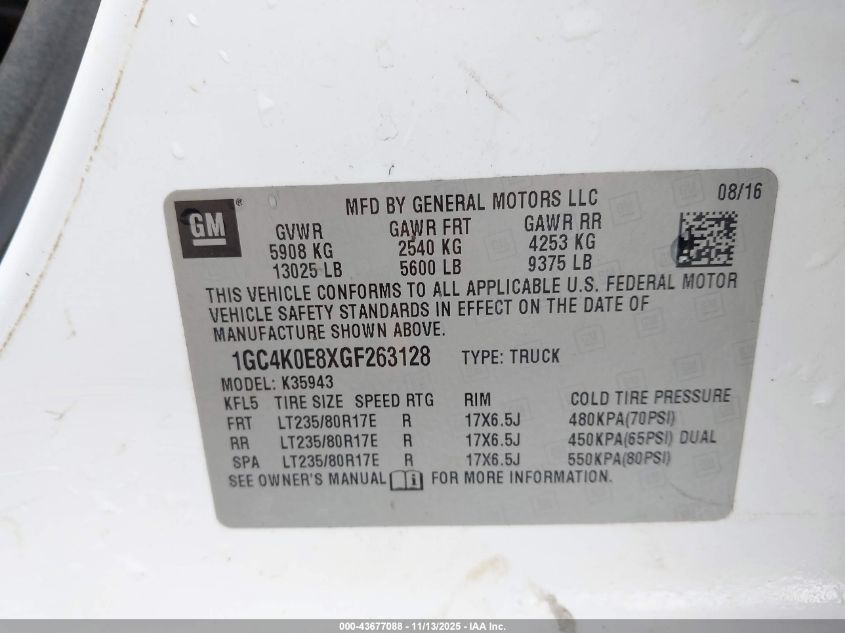 GM ®
MFD BY GENERAL MOTORS LLC 08/16
GVWR GAWR FRT GAWR RR
5908 KG 2540 KG 4253 KG
13025 LB 5600 LB 9375 LB
THIS VEHICLE CONFORMS TO ALL APPLICABLE U.S. FEDERAL MOTOR
VEHICLE SAFETY STANDARDS IN EFFECT ON THE DATE OF
MANUFACTURE SHOWN ABOVE.
1GC4K0E8XGF263128 TYPE: TRUCK
MODEL: K35943
KFL5 TIRE SIZE SPEED RTG RIM COLD TIRE PRESSURE
FRT LT235/80R17E R 17X6.5J 480KPA(70PSI)
RR LT235/80R17E R 17X6.5J 450KPA(65PSI) DUAL
SPA LT235/80R17E R 17X6.5J 550KPA(80PSI)
SEE OWNER'S MANUAL i FOR MORE INFORMATION.
000-43677088 - 11/13/2025 - IAA Inc.